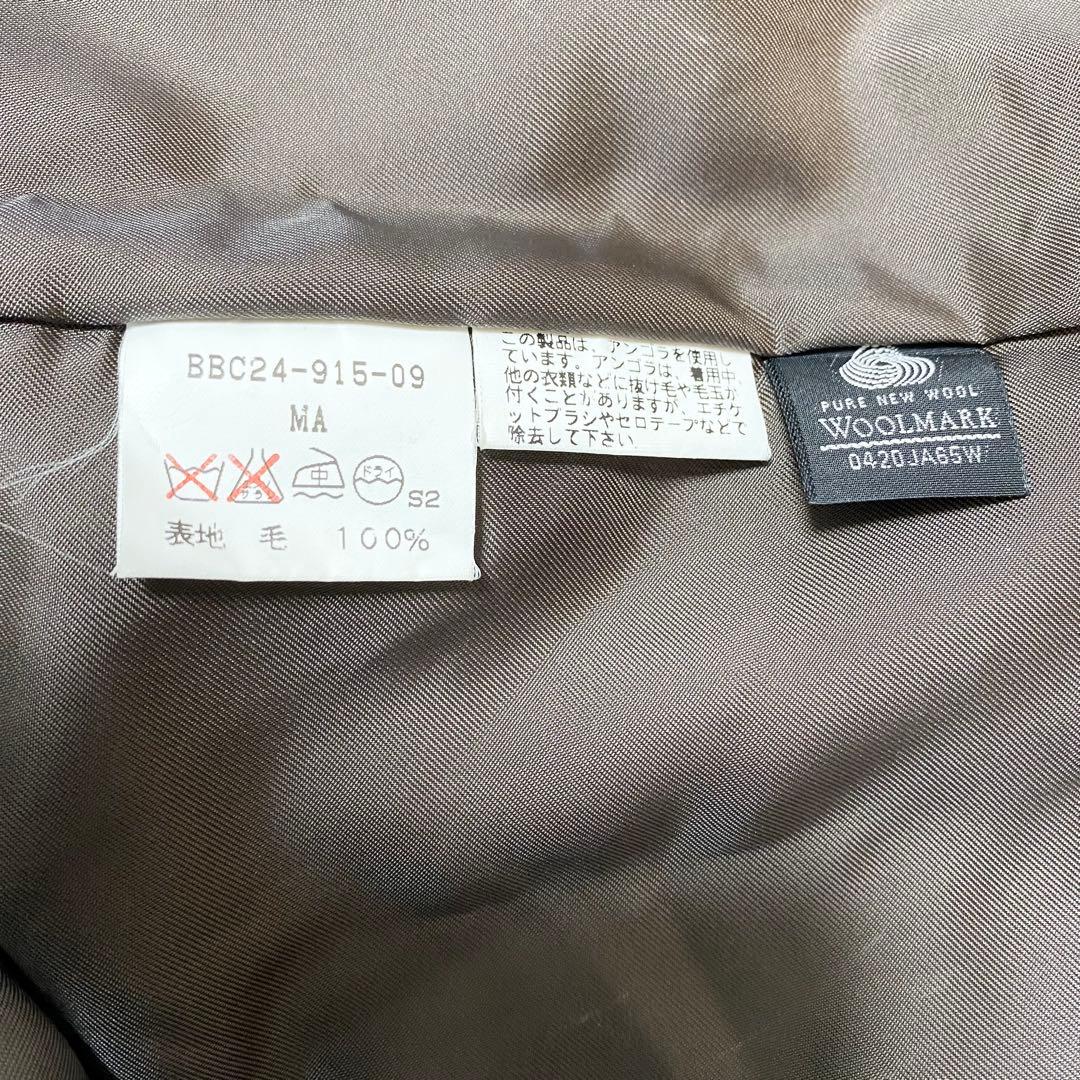 BBC24-915-09
MA
サラシ
中
ドライ
S2
表地 毛 100%
この製品は、アンゴラを使用し
ています。アンゴラは、着用中、
他の衣類などに抜け毛や毛玉が
付くことがありますが、エチケ
ットブラシやセロテープなどで
除去して下さい。
PURE NEW WOOL
WOOLMARK
0420JA65W